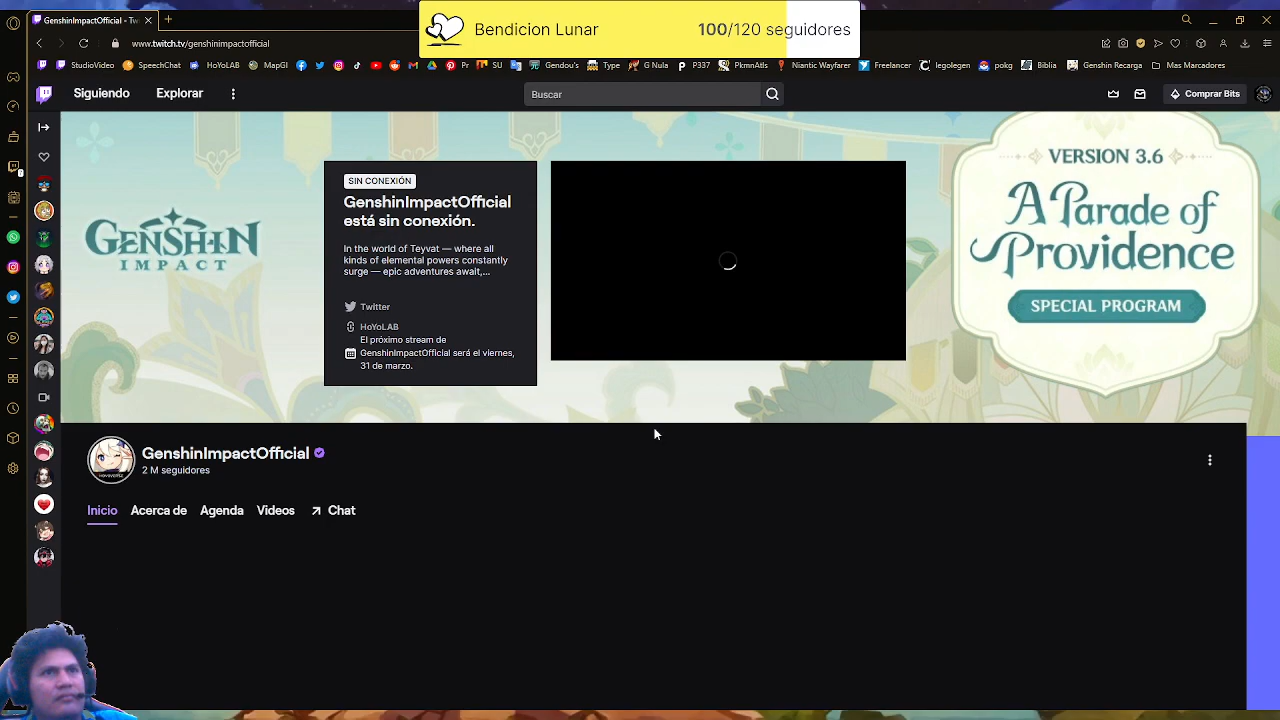 Bendicion Lunar 100/120 seguidores
GenshinImpactOfficial - Tw
www.twitch.tv/genshinimpactofficial
StudioVideo SpeechChat HoYoLAB MapGI Pr SU Gendou's Type G Nula P337 PkmnAtls Niantic Wayfarer Freelancer legolegen pokg Biblia Genshin Recarga Mas Marcadores
Siguiendo Explorar Buscar Comprar Bits
GENSHIN
IMPACT
SIN CONEXIÓN
GenshinImpactOfficial
está sin conexión.
In the world of Teyvat — where all
kinds of elemental powers constantly
surge — epic adventures await,...
Twitter
HoYoLAB
El próximo stream de
GenshinImpactOfficial será el viernes,
31 de marzo.
VERSION 3.6
A Parade of
Providence
SPECIAL PROGRAM
GenshinImpactOfficial
2 M seguidores
Inicio Acerca de Agenda Videos Chat